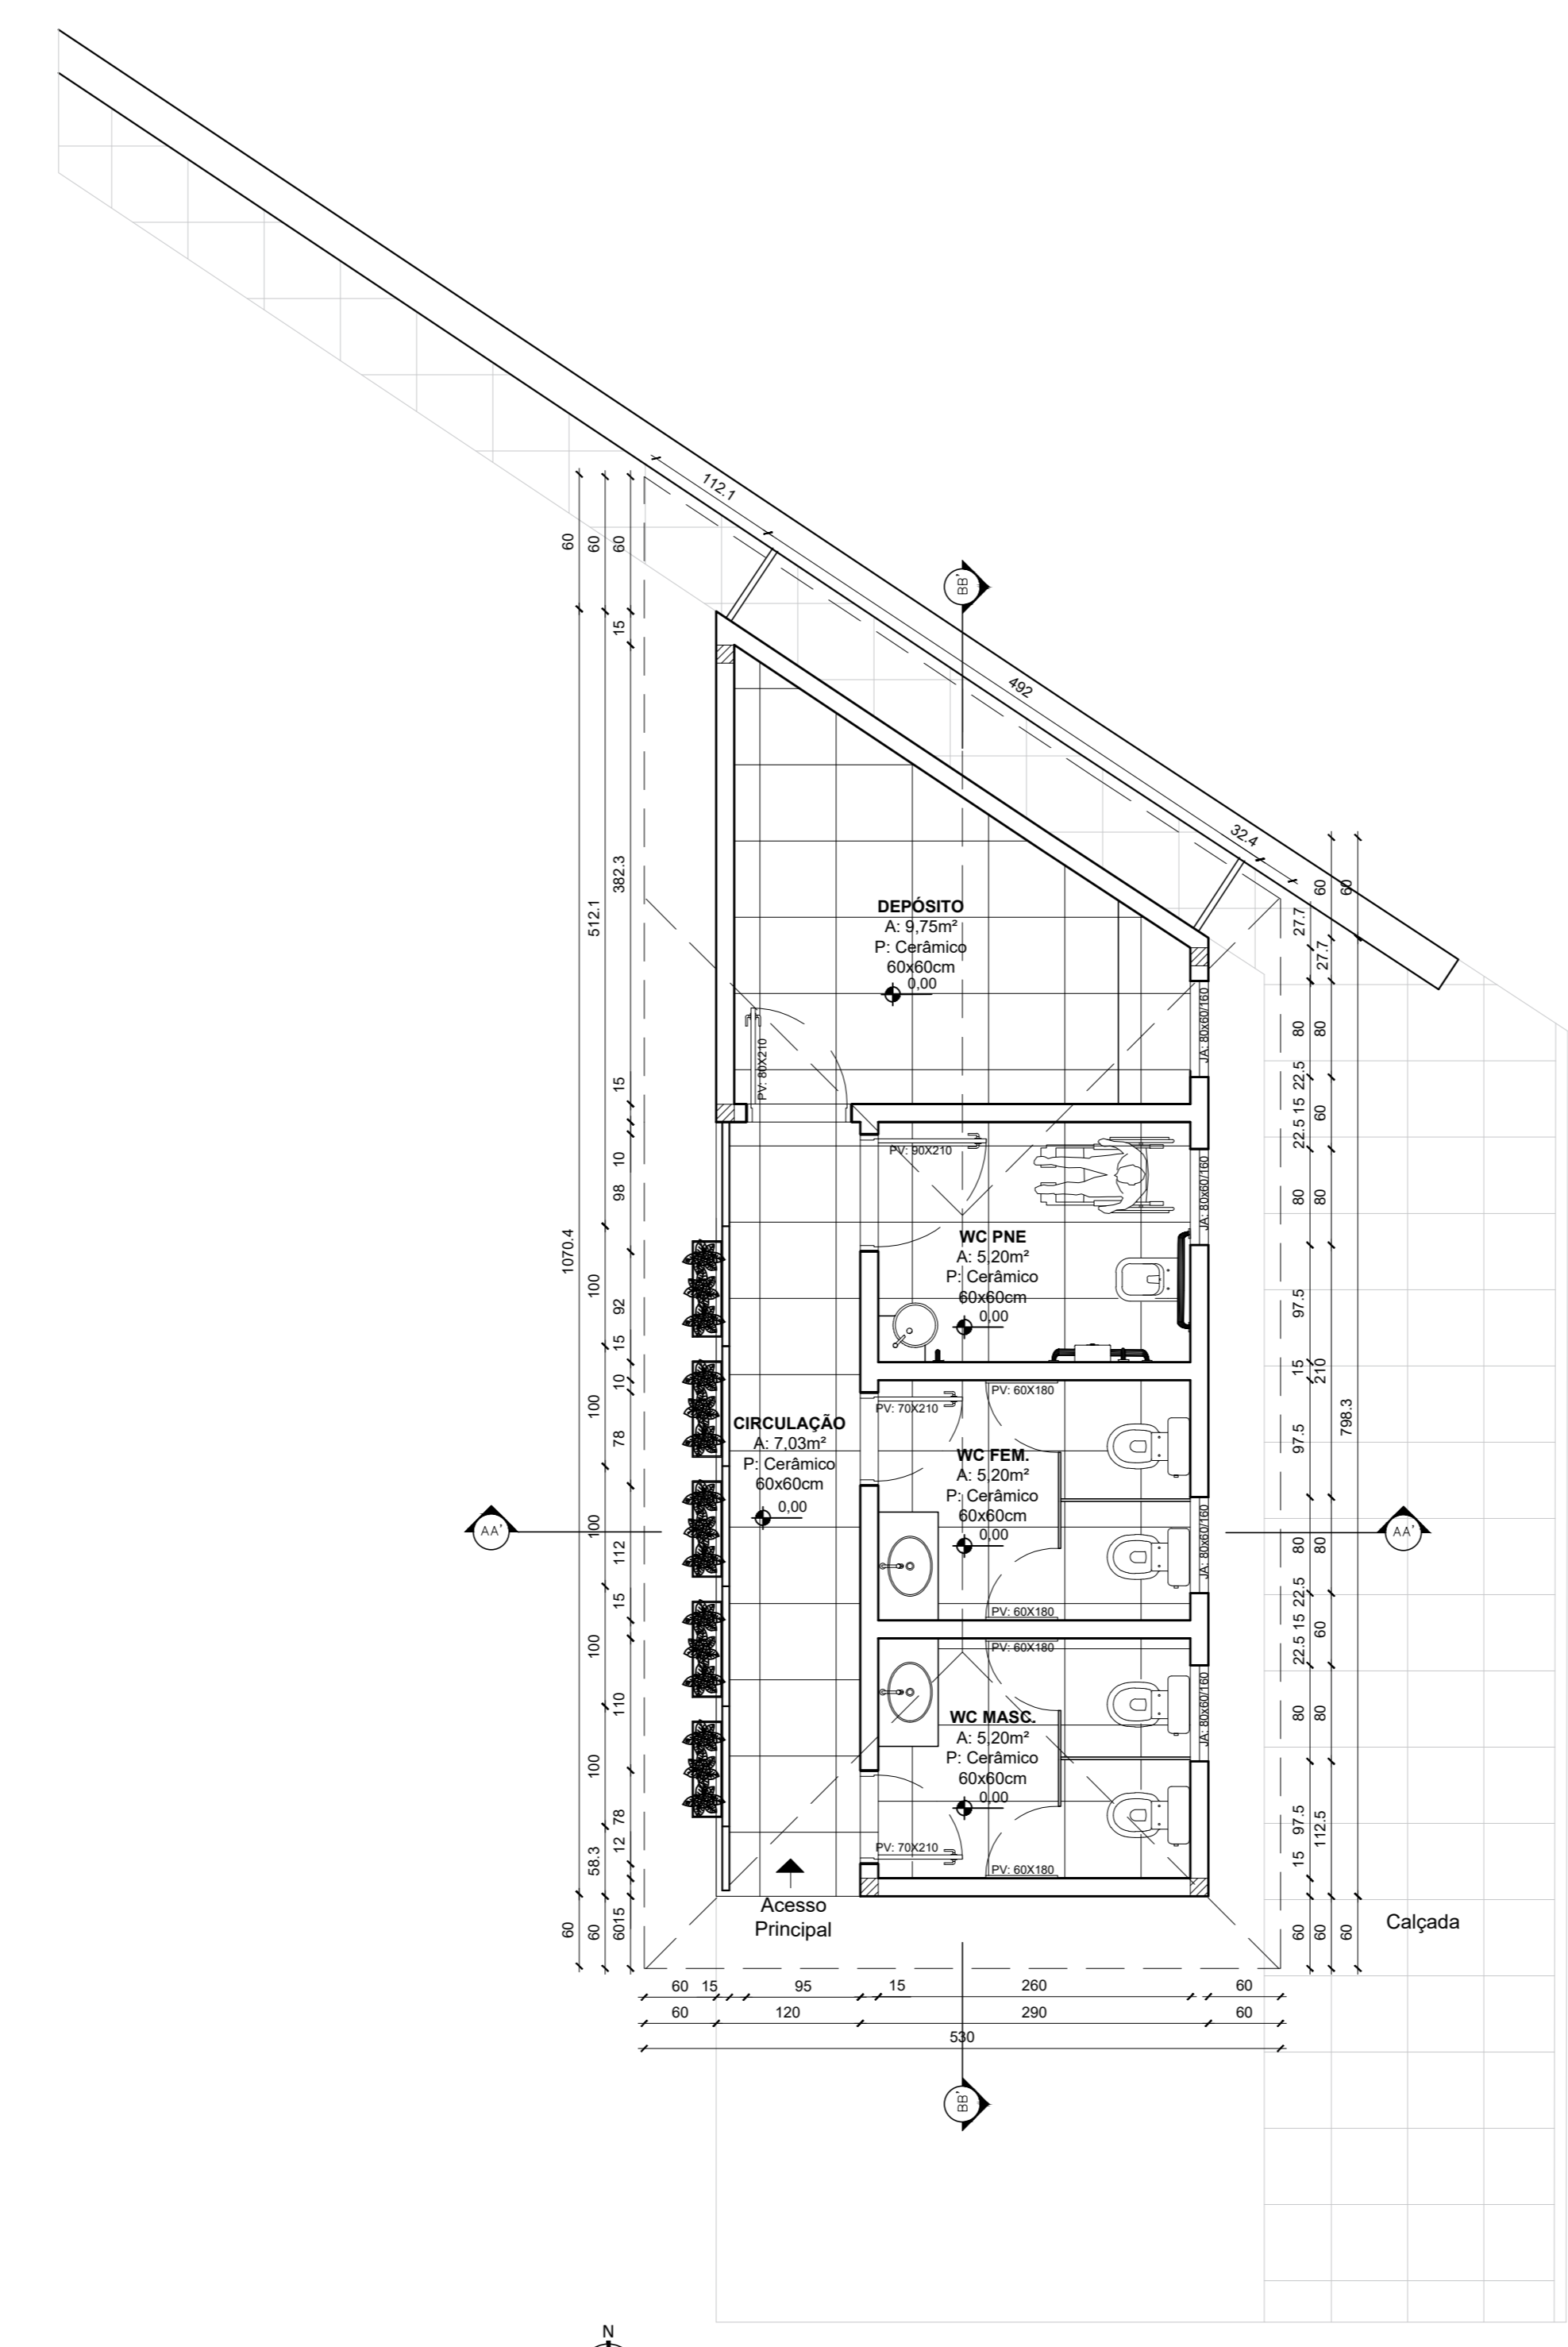 112.1
60
60
60
15
BB'
492
32.4
60
60
27.7
27.7
382.3
512.1
DEPÓSITO
A: 9,75m²
P: Cerâmico
60x60cm
0,00
PV: 80X210
JA: 80x60/160
80
80
15
22.5
15
22.5
60
PV: 90X210
JA: 80x60/160
10
98
80
80
1070.4
WC PNE
A: 5,20m²
P: Cerâmico
60x60cm
0,00
100
92
97.5
15
10
15
210
PV: 60X180
PV: 70X210
100
78
CIRCULAÇÃO
A: 7,03m²
P: Cerâmico
60x60cm
0,00
WC FEM.
A: 5,20m²
P: Cerâmico
60x60cm
0,00
97.5
798.3
AA'
AA'
100
112
JA: 80x60/160
80
80
15
PV: 60X180
PV: 60X180
22.5
15
22.5
60
100
110
WC MASC.
A: 5,20m²
P: Cerâmico
60x60cm
0,00
JA: 80x60/160
80
80
100
78
PV: 70X210
PV: 60X180
97.5
112.5
58.3
12
15
Acesso
Principal
Calçada
60
60
60
15
60
60
60
60 15 95 15 260 60
60 120 290 60
530
BB'
N